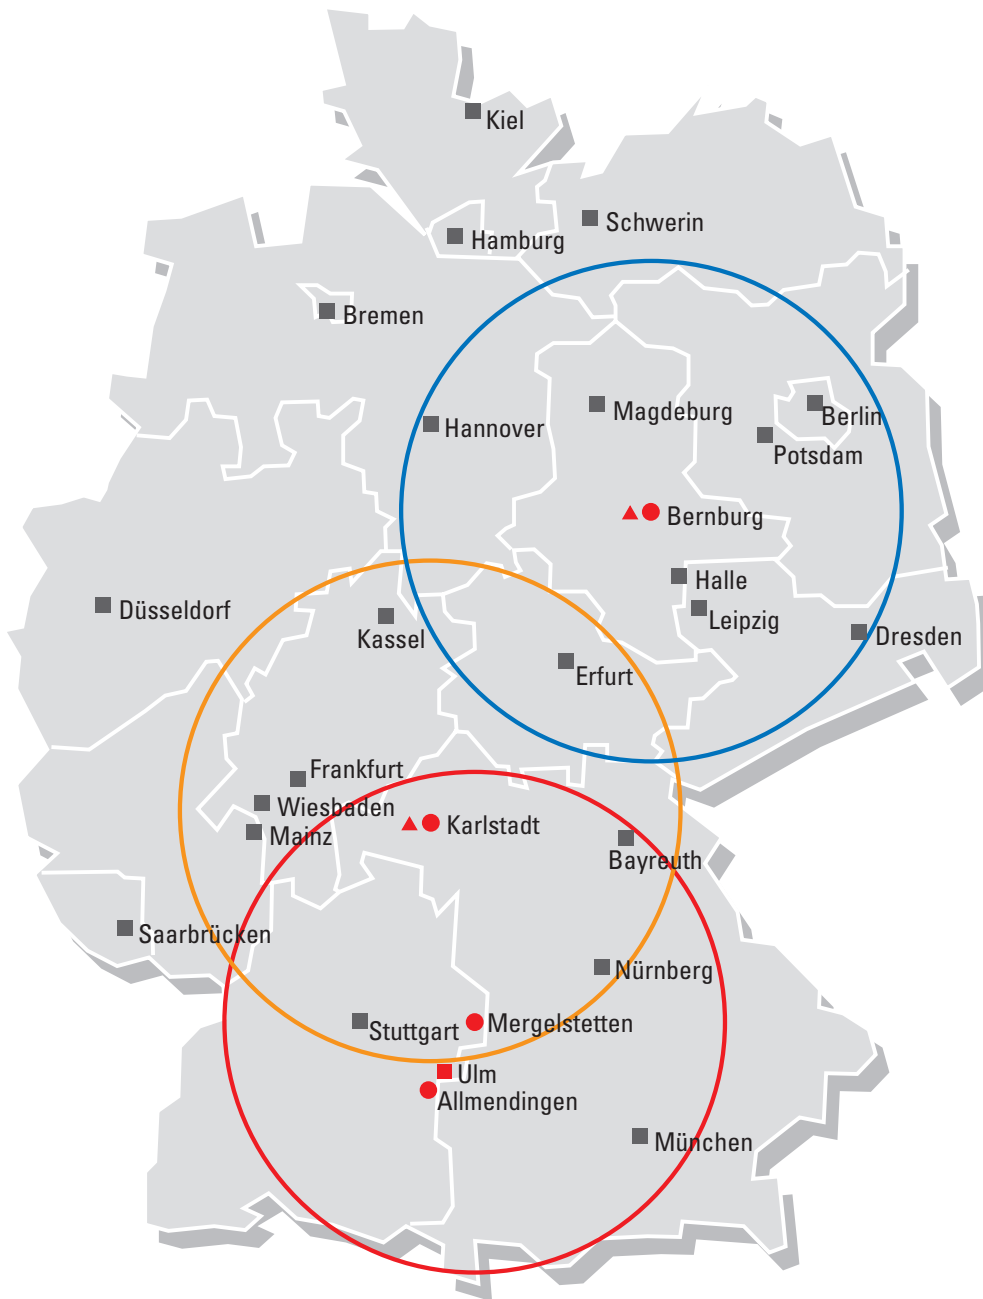 Kiel
Schwerin
Hamburg
Bremen
Berlin
Magdeburg
Hannover
Potsdam
Bernburg
Halle
Düsseldorf
Leipzig
Kassel
Dresden
Erfurt
Frankfurt
Wiesbaden
Karlstadt
Mainz
Bayreuth
Saarbrücken
Nürnberg
Mergelstetten
Stuttgart
Ulm
Allmendingen
München